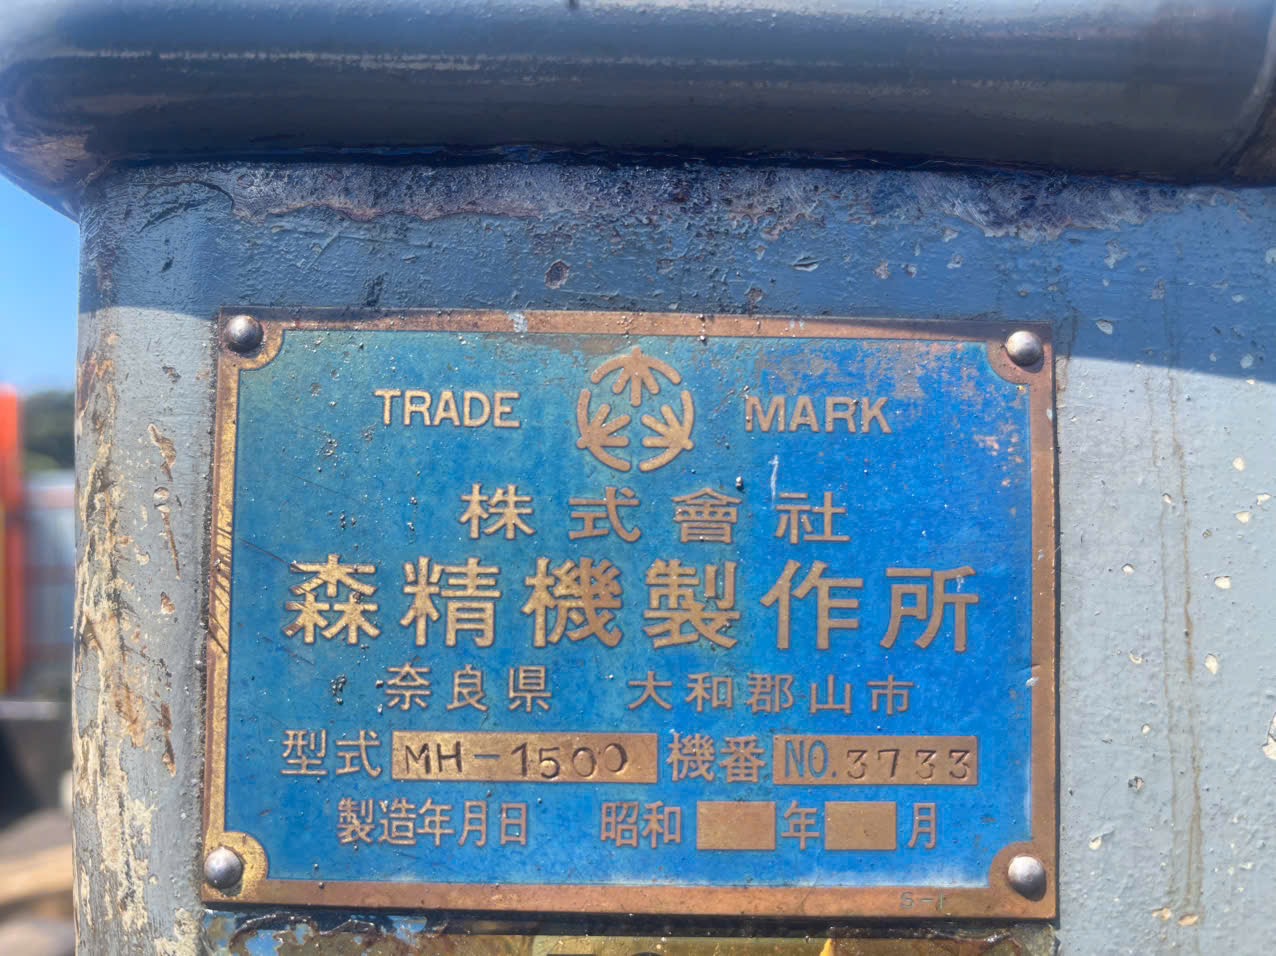 TRADE MARK
株式會社
森精機製作所
奈良県 大和郡山市
型式 MH-1500 機番 NO.3733
製造年月日 昭和 年 月
S-1